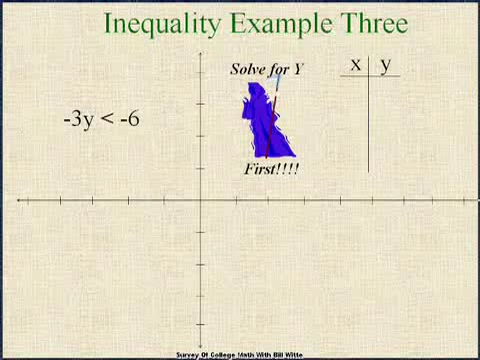 Inequality Example Three
Solve for Y
x y
-3y < -6
First!!!!
Survey Of College Math With Bill Witte